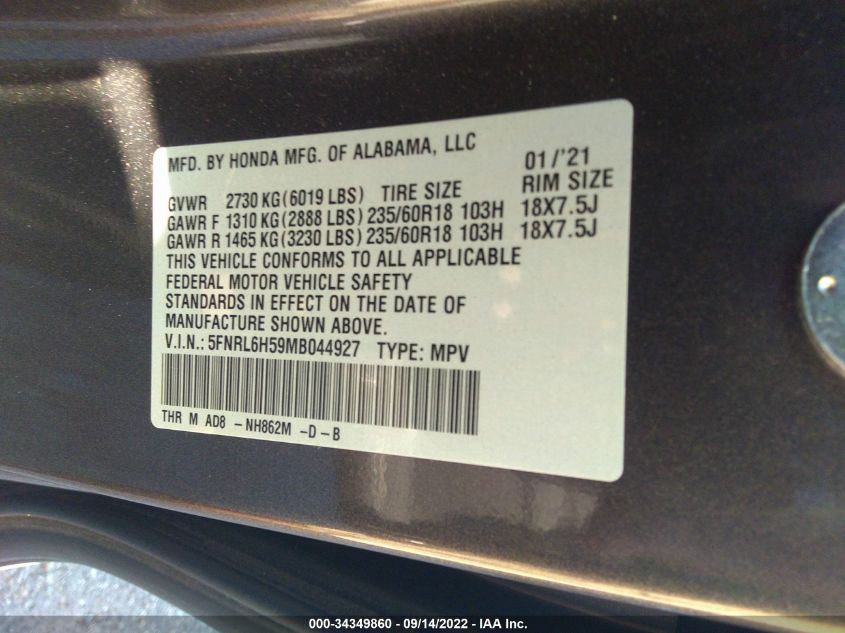 MFD. BY HONDA MFG. OF ALABAMA, LLC 01/'21
GVWR 2730 KG(6019 LBS) TIRE SIZE RIM SIZE
GAWR F 1310 KG(2888 LBS) 235/60R18 103H 18X7.5J
GAWR R 1465 KG(3230 LBS) 235/60R18 103H 18X7.5J
THIS VEHICLE CONFORMS TO ALL APPLICABLE
FEDERAL MOTOR VEHICLE SAFETY
STANDARDS IN EFFECT ON THE DATE OF
MANUFACTURE SHOWN ABOVE.
V.I.N.: 5FNRL6H59MB044927 TYPE: MPV
THR M AD8 -NH862M -D-B
000-34349860 - 09/14/2022 - IAA Inc.